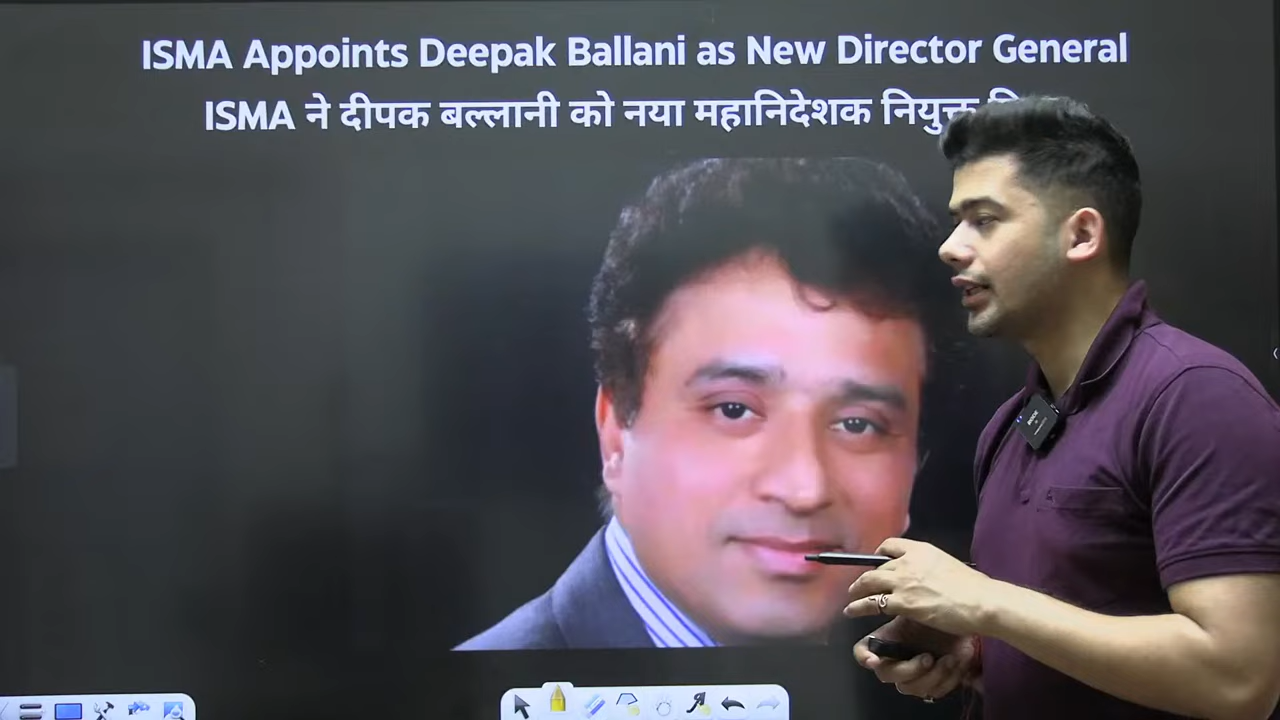 ISMA Appoints Deepak Ballani as New Director General
ISMA ने दीपक बल्लानी को नया महानिदेशक नियुक्त